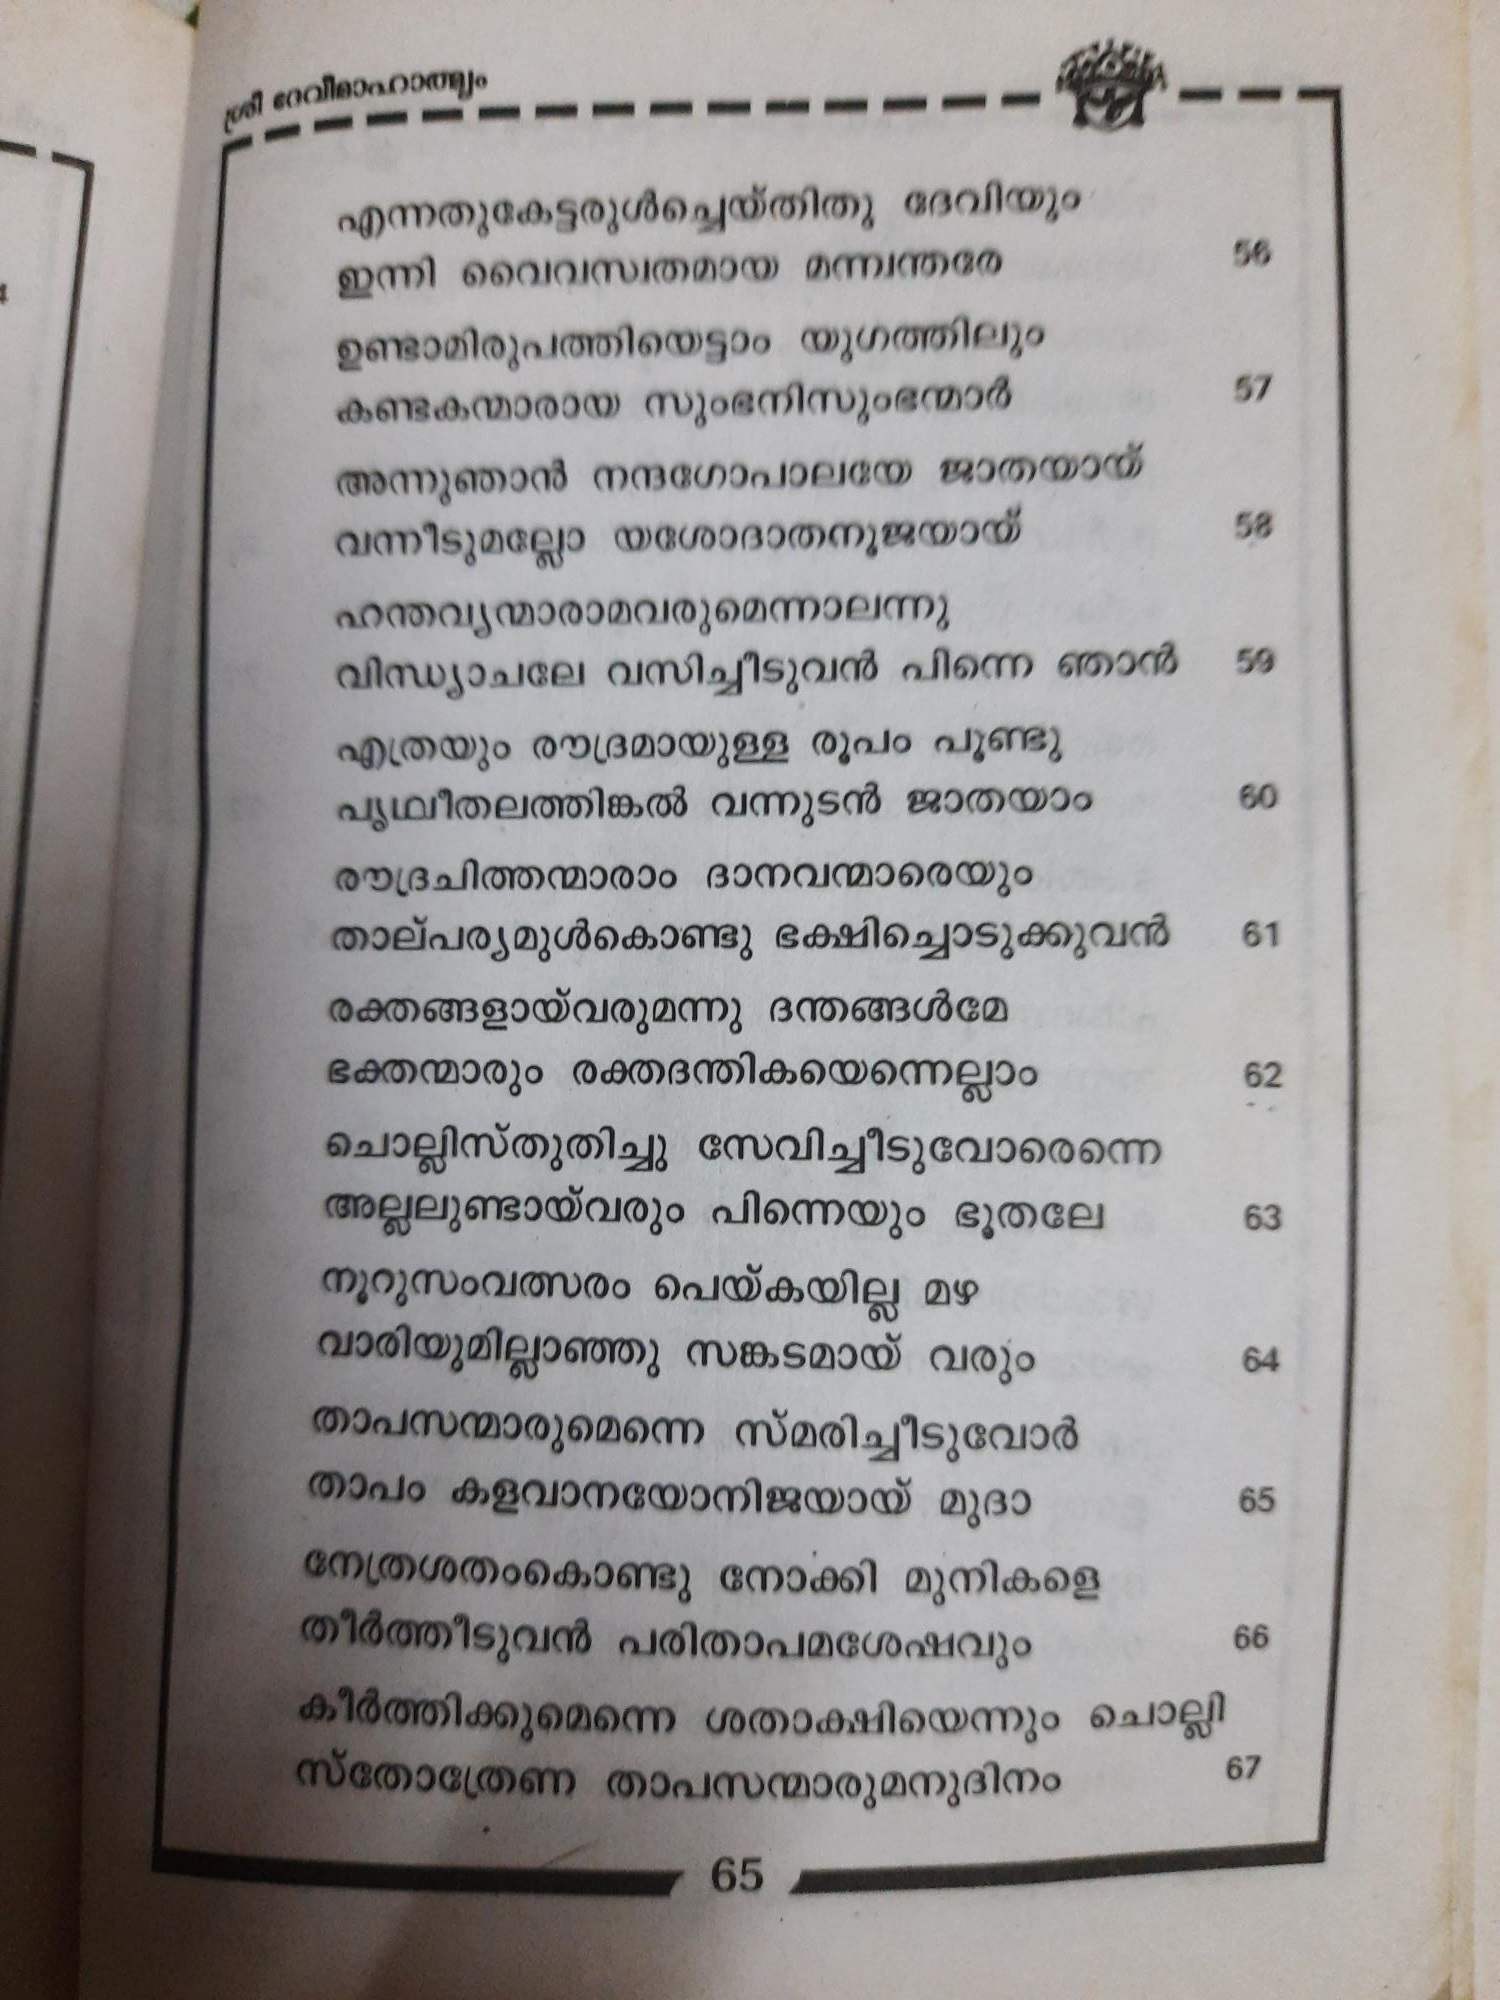 ശ്രീ ദേവീമാഹാത്മ്യം
എന്നതുകേട്ടരുൾച്ചെയ്തിതു ദേവിയും
ഇന്നി വൈവസ്വതമായ മന്വന്തരേ 56
ഉണ്ടാമിരുപത്തിയെട്ടാം യുഗത്തിലും
കണ്ടകന്മാരായ സുംഭനിസുംഭന്മാർ 57
അന്നുഞാൻ നന്ദഗോപാലയേ ജാതയായ്
വന്നീടുമല്ലോ യശോദാതനൂജയായ് 58
ഹന്തവ്യന്മാരാമവരുമെന്നാലന്നു
വിന്ധ്യാചലേ വസിച്ചീടുവൻ പിന്നെ ഞാൻ 59
എത്രയും രൗദ്രമായുള്ള രൂപം പൂണ്ടു
പൃഥ്വീതലത്തിങ്കൽ വന്നുടൻ ജാതയാം 60
രൗദ്രചിത്തന്മാരാം ദാനവന്മാരെയും
താല്പര്യമുൾകൊണ്ടു ഭക്ഷിച്ചൊടുക്കുവൻ 61
രക്തങ്ങളായ്‌വരുമന്നു ദന്തങ്ങൾമേ
ഭക്തന്മാരും രക്തദന്തികയെന്നെല്ലാം 62
ചൊല്ലിസ്തുതിച്ചു സേവിച്ചീടുവോരെന്നെ
അല്ലലുണ്ടായ്‌വരും പിന്നെയും ഭൂതലേ 63
നൂറുസംവത്സരം പെയ്കയില്ല മഴ
വാരിയുമില്ലാഞ്ഞു സങ്കടമായ് വരും 64
താപസന്മാരുമെന്നെ സ്മരിച്ചീടുവോർ
താപം കളവാനയോനിജയായ് മുദാ 65
നേത്രശതംകൊണ്ടു നോക്കി മുനികളെ
തീർത്തീടുവൻ പരിതാപമശേഷവും 66
കീർത്തിക്കുമെന്നെ ശതാക്ഷിയെന്നും ചൊല്ലി
സ്തോത്രേണ താപസന്മാരുമനുദിനം 67
65